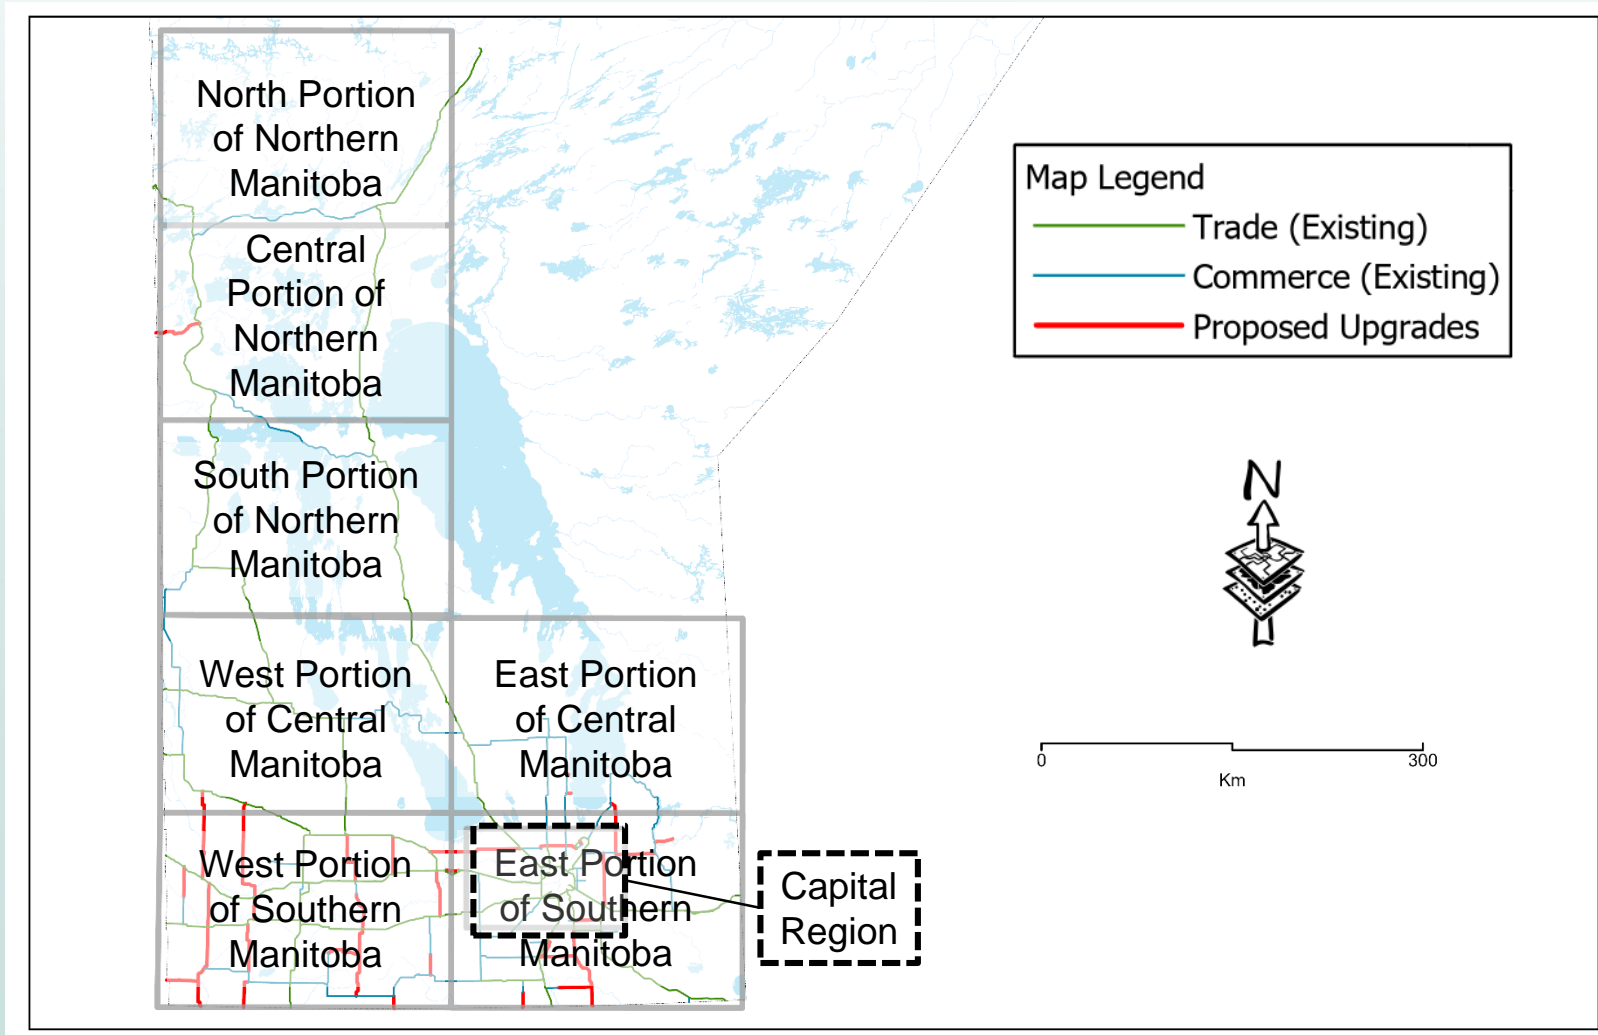 North Portion
of Northern
Manitoba
Central
Portion of
Northern
Manitoba
South Portion
of Northern
Manitoba
West Portion
of Central
Manitoba
East Portion
of Central
Manitoba
West Portion
of Southern
Manitoba
East Portion
of Southern
Manitoba
Capital
Region
Map Legend
Trade (Existing)
Commerce (Existing)
Proposed Upgrades
N
0 300
Km